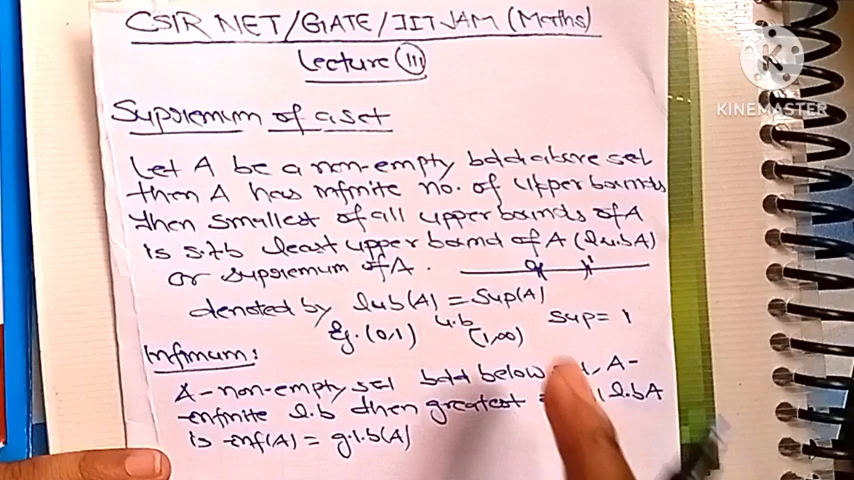 CSIR NET/GATE/IIT JAM (Maths)
Lecture (III)
Supremum of a set
Let A be a non-empty bdd above set
then A has infinite no. of upper bounds
then smallest of all upper bounds of A
is s.t.b least upper bound of A (l.u.b A)
or supremum of A.
denoted by lub(A) = Sup(A)
Eg. (0,1) u.b (1,∞) sup = 1
Infimum:
A-non-empty set bdd below A-
infinite l.b then greatest l.b A
is inf(A) = g.l.b(A)
KINEMASTER